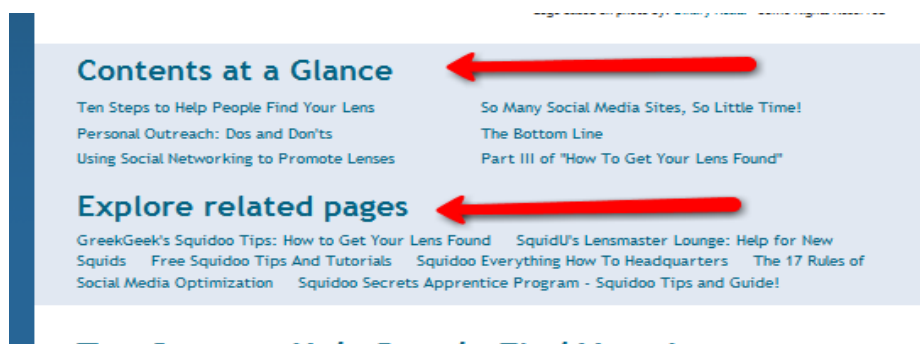 Contents at a Glance
Ten Steps to Help People Find Your Lens
Personal Outreach: Dos and Don'ts
Using Social Networking to Promote Lenses
So Many Social Media Sites, So Little Time!
The Bottom Line
Part III of "How To Get Your Lens Found"
Explore related pages
GreekGeek's Squidoo Tips: How to Get Your Lens Found SquidU's Lensmaster Lounge: Help for New
Squids Free Squidoo Tips And Tutorials Squidoo Everything How To Headquarters The 17 Rules of
Social Media Optimization Squidoo Secrets Apprentice Program - Squidoo Tips and Guide!